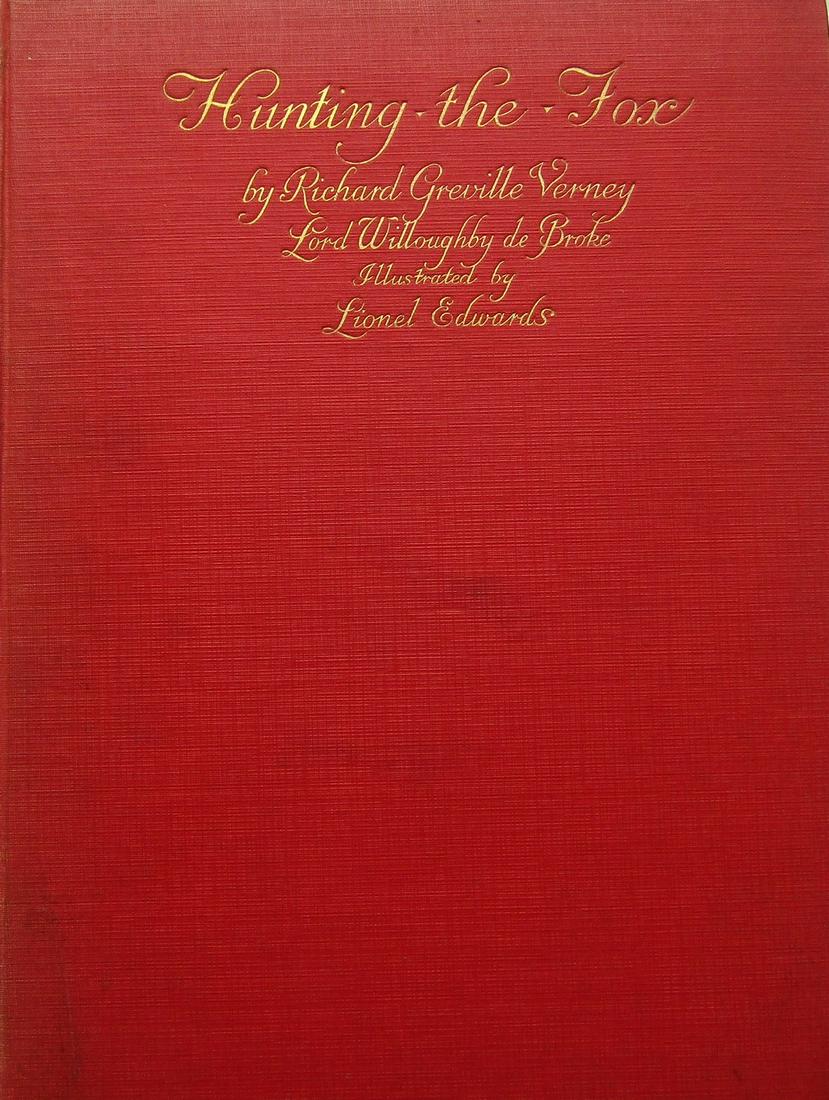 Hunting · the · Fox
by Richard Greville Verney
Lord Willoughby de Broke
Illustrated by
Lionel Edwards